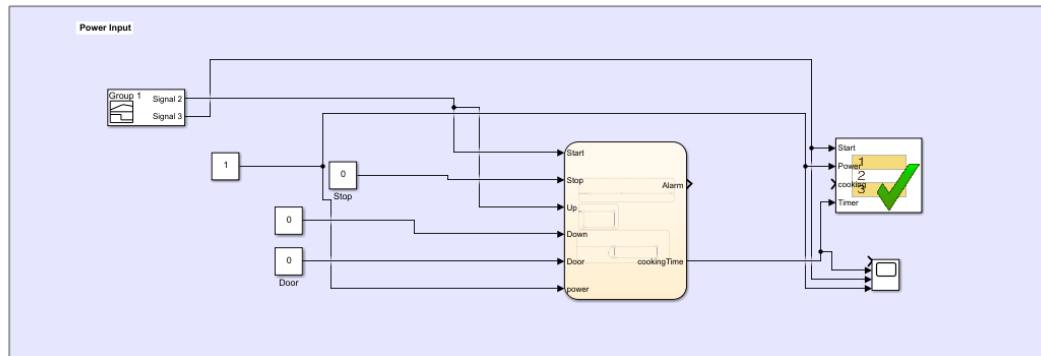 Power Input
Group 1
Signal 2
Signal 3
1
0
Stop
0
0
Door
Start
Stop
Up
Down
Door
power
Alarm
cookingTime
Start
Power
cooking
Timer
1
2
3